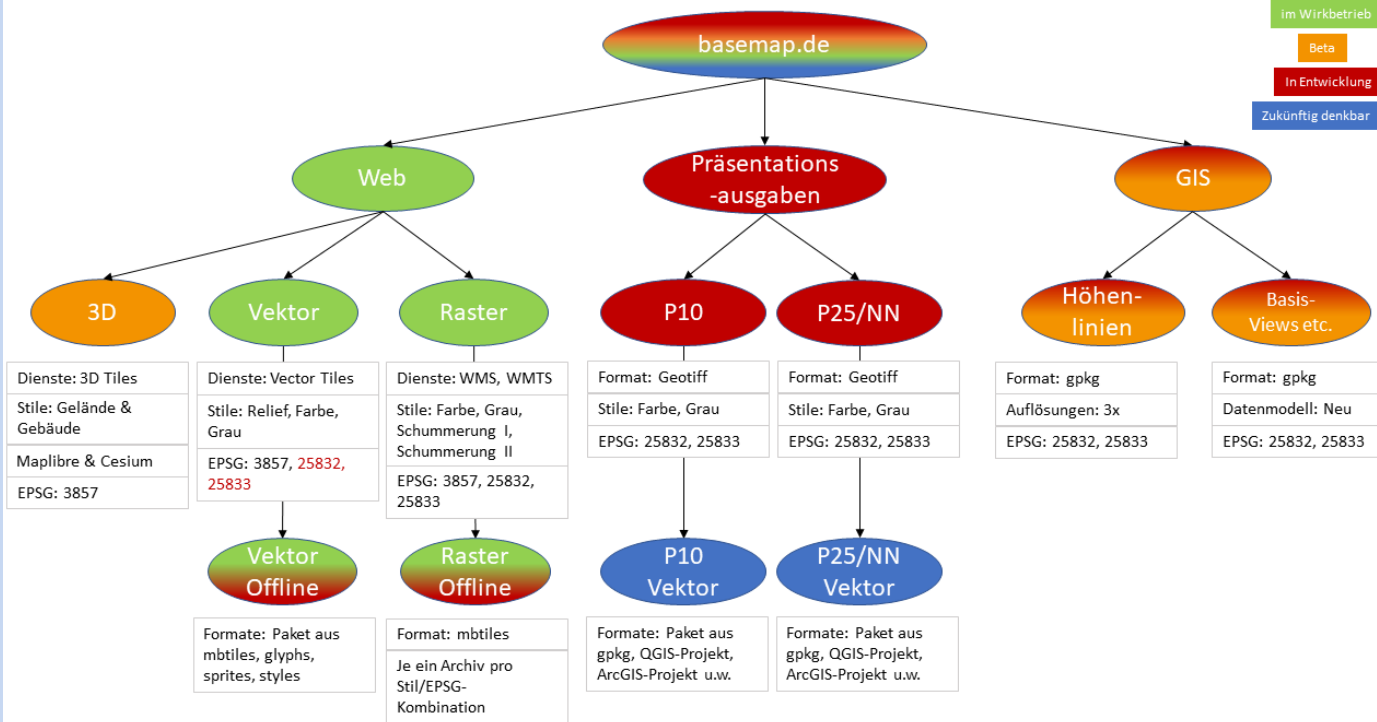 basemap.de
im Wirkbetrieb
Beta
In Entwicklung
Zukünftig denkbar
Web
Präsentations
-ausgaben
GIS
3D
Vektor
Raster
P10
P25/NN
Höhen-
linien
Basis-
Views etc.
Dienste: 3D Tiles
Stile: Gelände &
Gebäude
Maplibre & Cesium
EPSG: 3857
Dienste: Vector Tiles
Stile: Relief, Farbe,
Grau
EPSG: 3857, 25832,
25833
Dienste: WMS, WMTS
Stile: Farbe, Grau,
Schummerung I,
Schummerung II
EPSG: 3857, 25832,
25833
Format: Geotiff
Stile: Farbe, Grau
EPSG: 25832, 25833
Format: Geotiff
Stile: Farbe, Grau
EPSG: 25832, 25833
Format: gpkg
Auflösungen: 3x
EPSG: 25832, 25833
Format: gpkg
Datenmodell: Neu
EPSG: 25832, 25833
Vektor
Offline
Raster
Offline
P10
Vektor
P25/NN
Vektor
Formate: Paket aus
mbtiles, glyphs,
sprites, styles
Format: mbtiles
Je ein Archiv pro
Stil/EPSG-
Kombination
Formate: Paket aus
gpkg, QGIS-Projekt,
ArcGIS-Projekt u.w.
Formate: Paket aus
gpkg, QGIS-Projekt,
ArcGIS-Projekt u.w.